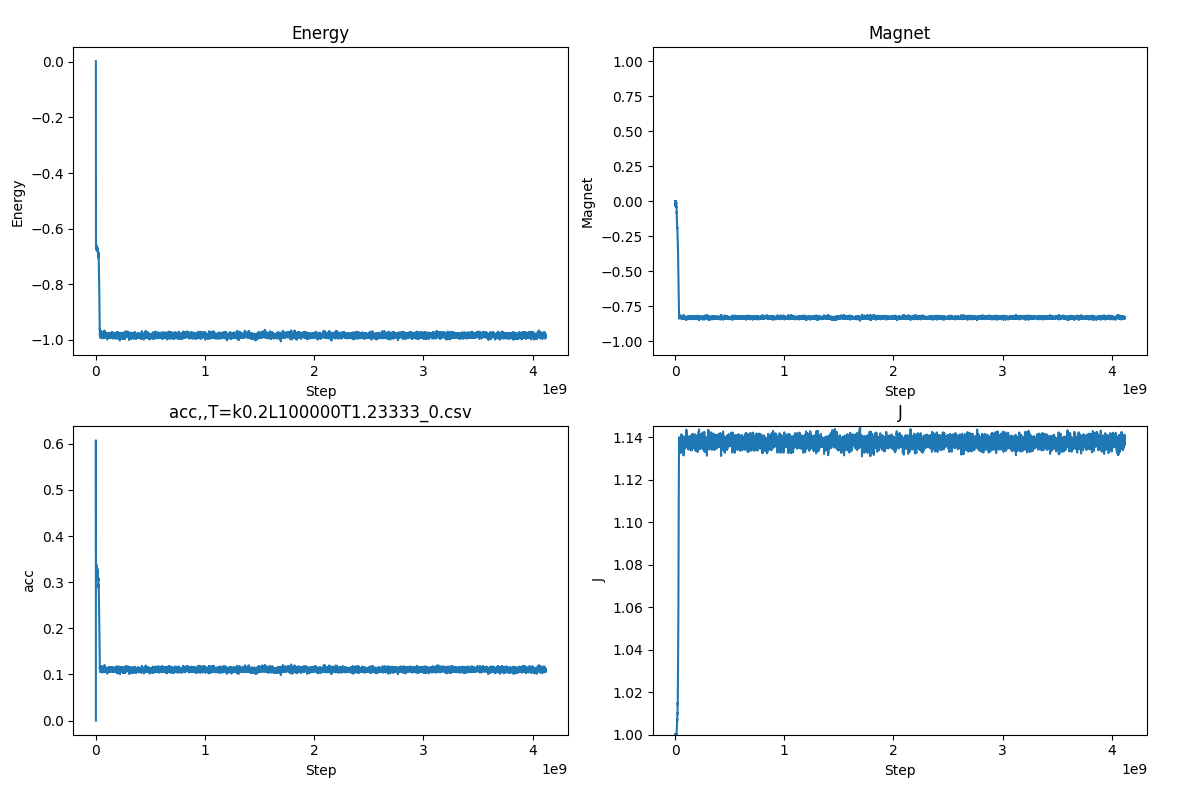 Energy
Energy
0.0
−0.2
−0.4
−0.6
−0.8
−1.0
0 1 2 3 4
1e9
Step
Magnet
Magnet
1.00
0.75
0.50
0.25
0.00
−0.25
−0.50
−0.75
−1.00
0 1 2 3 4
1e9
Step
acc,,T=k0.2L100000T1.23333_0.csv
acc
0.6
0.5
0.4
0.3
0.2
0.1
0.0
0 1 2 3 4
1e9
Step
J
J
1.14
1.12
1.10
1.08
1.06
1.04
1.02
1.00
0 1 2 3 4
1e9
Step